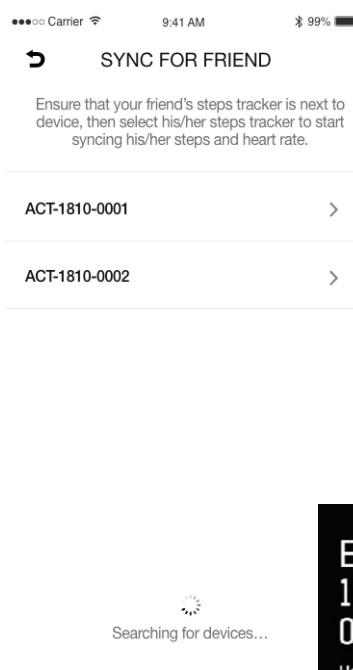 Carrier 9:41 AM 99%
SYNC FOR FRIEND
Ensure that your friend's steps tracker is next to
device, then select his/her steps tracker to start
syncing his/her steps and heart rate.
ACT-1810-0001
ACT-1810-0002
Searching for devices...